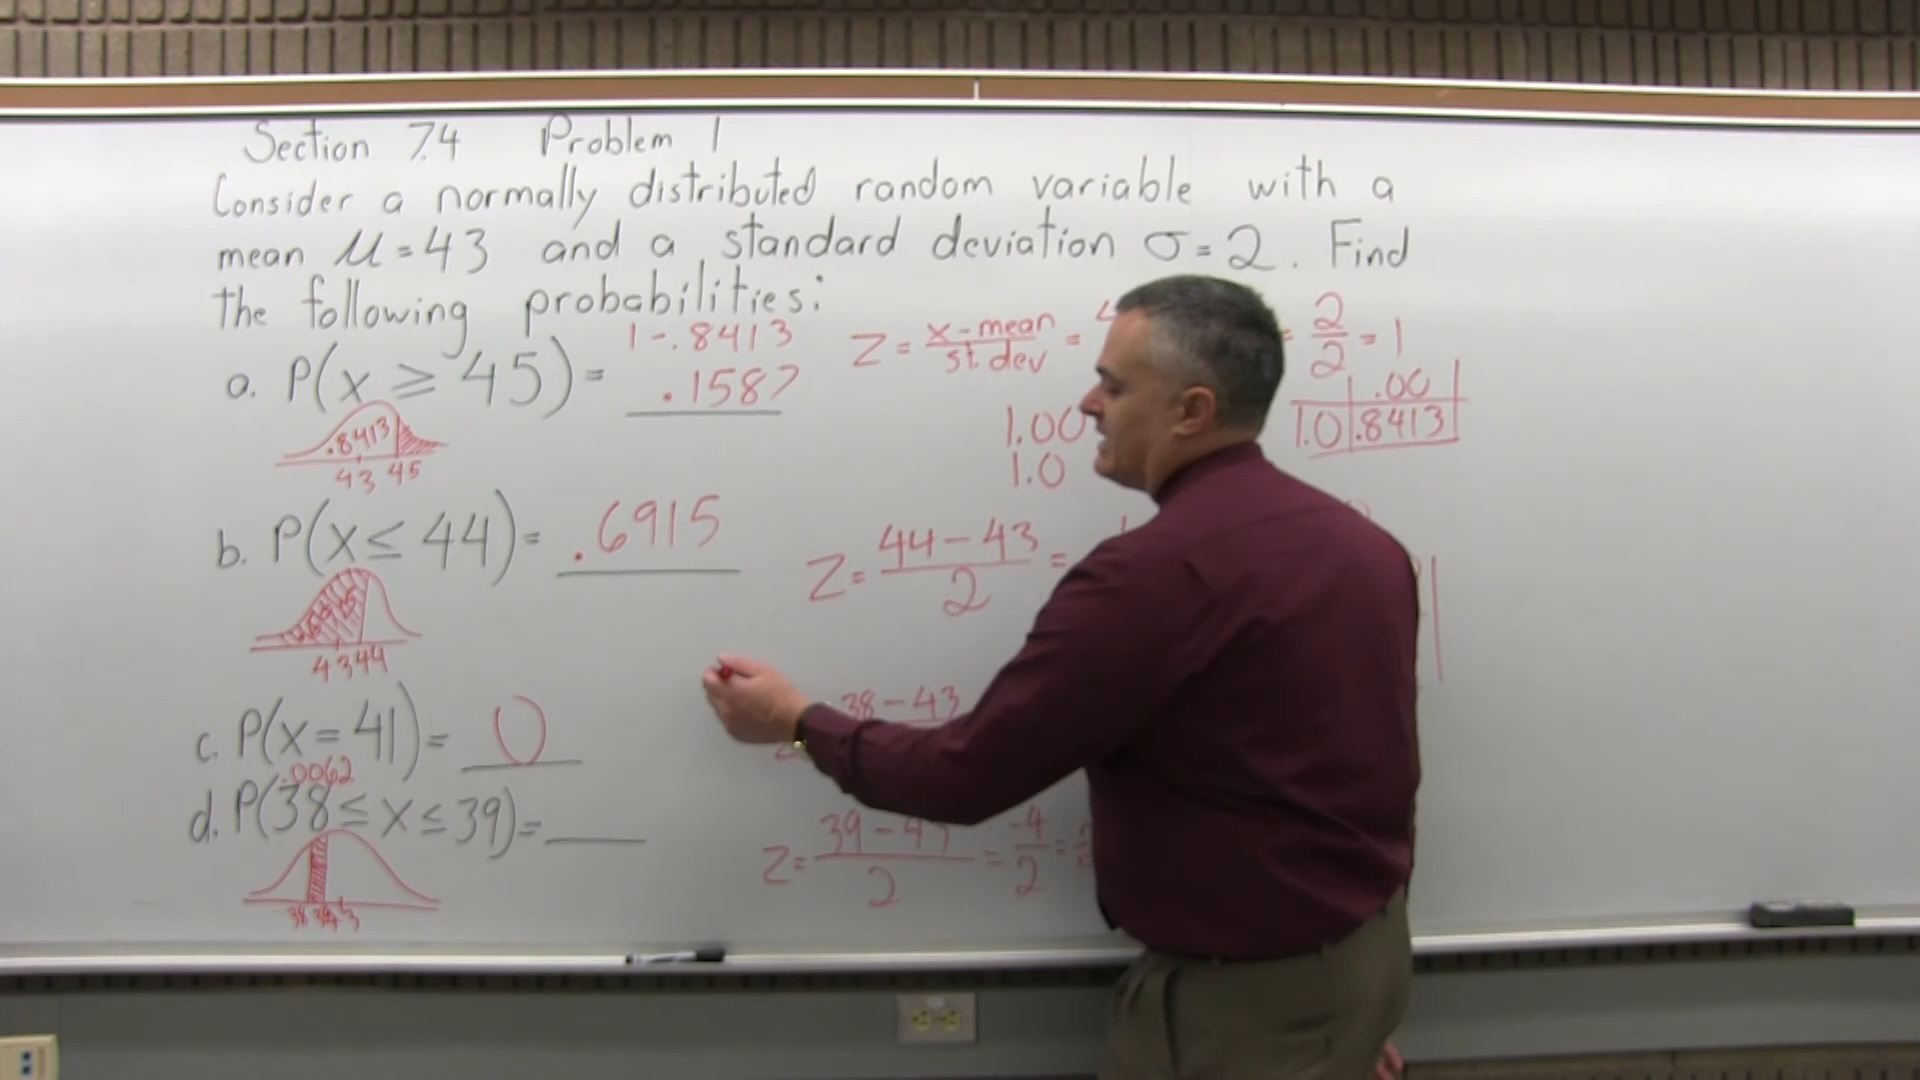 Section 7.4 Problem 1
Consider a normally distributed random variable with a
mean μ = 43 and a standard deviation σ = 2. Find
the following probabilities:
a. P(x ≥ 45) =
1 - .8413
.1587
z = x - mean / st. dev =
= 2/2 = 1
.8413
43 45
1.00
1.0
.00
1.0 .8413
b. P(x ≤ 44) = .6915
z = 44 - 43 / 2 =
43 44
c. P(x = 41) = 0
38 - 43
.0062
d. P(38 ≤ x ≤ 39) =
z = 39 - 43 / 2 = -4/2 =
38 39 43